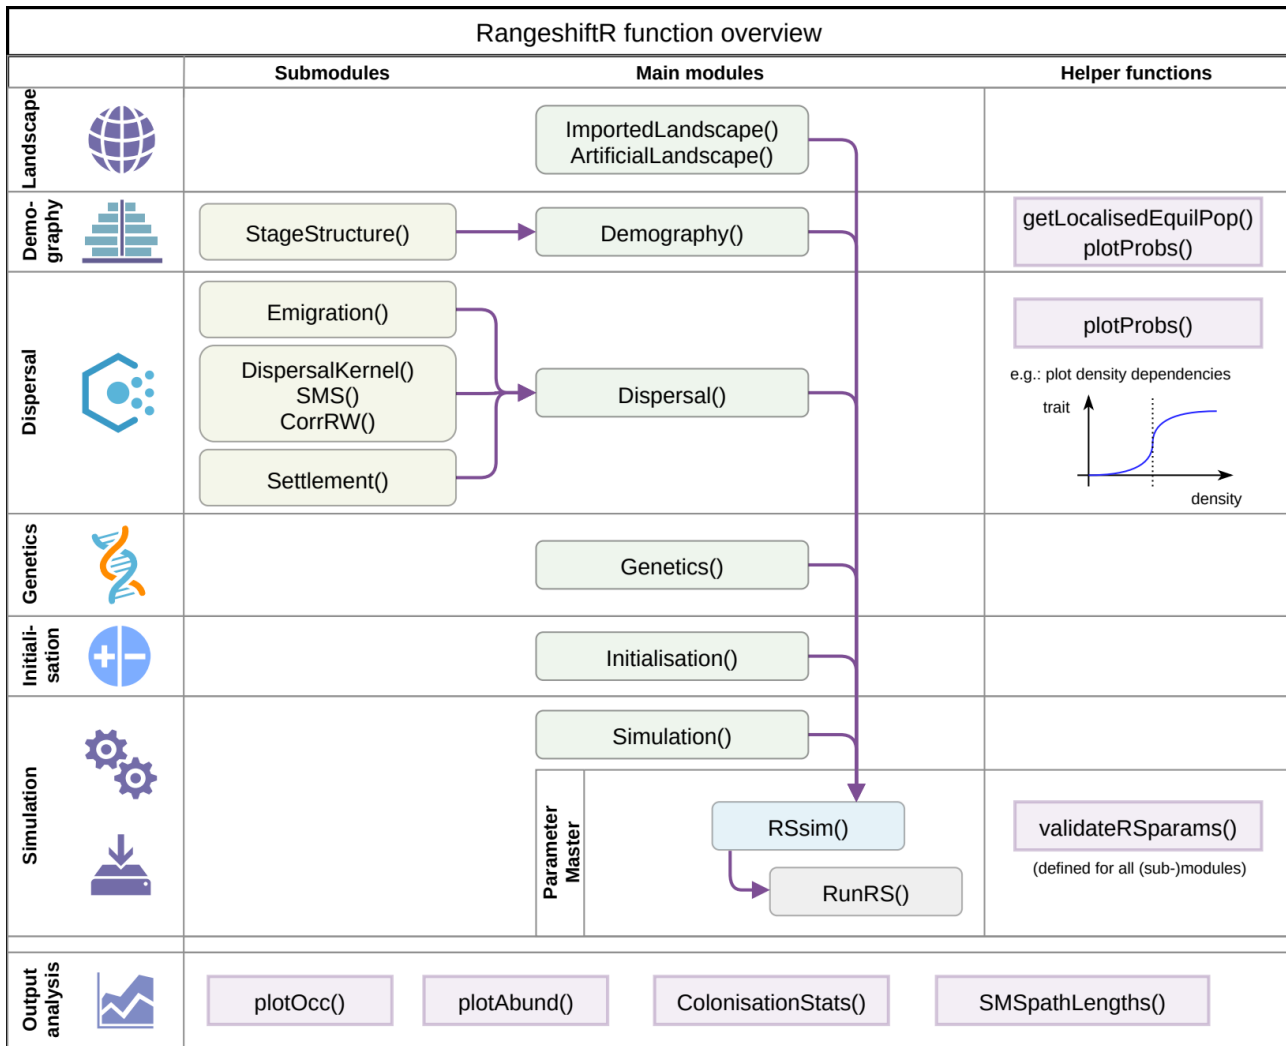 RangeshiftR function overview
Submodules
Main modules
Helper functions
Landscape
ImportedLandscape()
ArtificialLandscape()
Demo-
graphy
StageStructure()
Demography()
getLocalisedEquilPop()
plotProbs()
Dispersal
Emigration()
DispersalKernel()
SMS()
CorrRW()
Settlement()
Dispersal()
plotProbs()
e.g.: plot density dependencies
trait
density
Genetics
Genetics()
Initiali-
sation
Initialisation()
Simulation
Simulation()
Parameter
Master
RSsim()
RunRS()
validateRSparams()
(defined for all (sub-)modules)
Output
analysis
plotOcc()
plotAbund()
ColonisationStats()
SMSpathLengths()